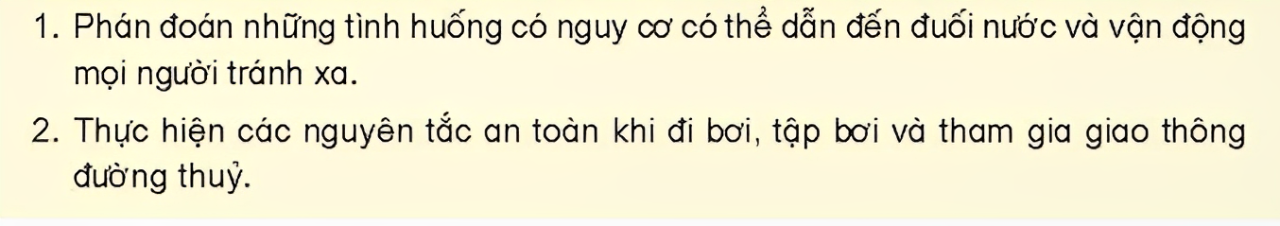 1. Phán đoán những tình huống có nguy cơ có thể dẫn đến đuối nước và vận động
mọi người tránh xa.
2. Thực hiện các nguyên tắc an toàn khi đi bơi, tập bơi và tham gia giao thông
đường thuỷ.